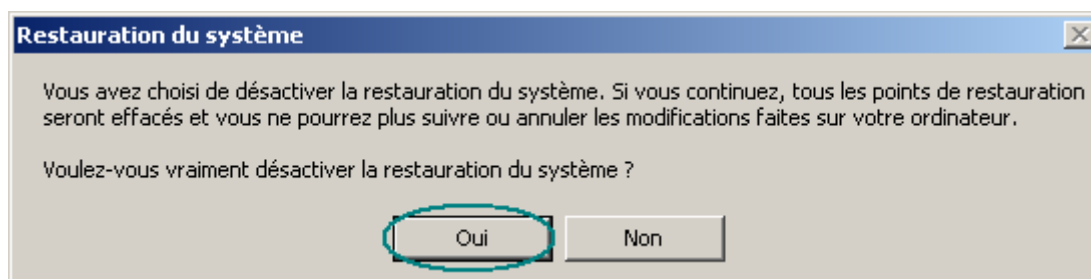 Restauration du système
Vous avez choisi de désactiver la restauration du système. Si vous continuez, tous les points de restauration
seront effacés et vous ne pourrez plus suivre ou annuler les modifications faites sur votre ordinateur.
Voulez-vous vraiment désactiver la restauration du système ?
Oui Non